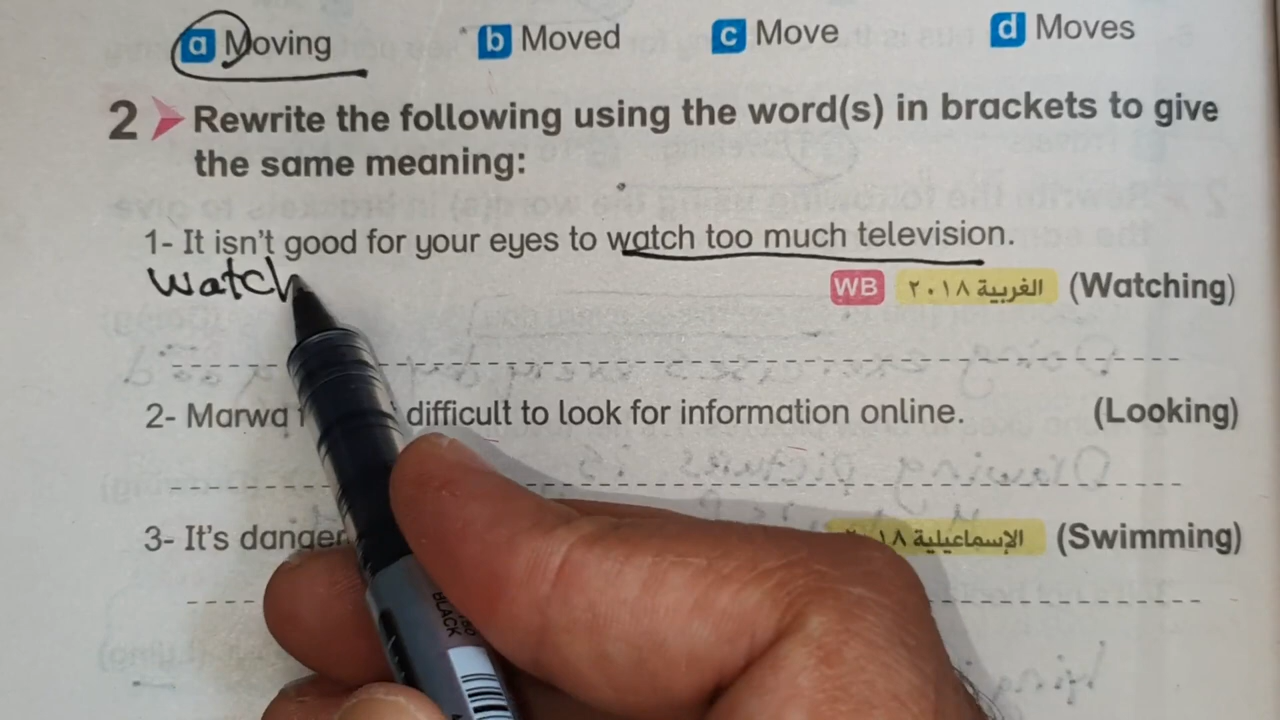 a Moving b Moved c Move d Moves
2 Rewrite the following using the word(s) in brackets to give
the same meaning:
1- It isn't good for your eyes to watch too much television.
watch
WB الغربية ٢٠١٨ (Watching)
2- Marwa difficult to look for information online. (Looking)
3- It's الإسماعيلية (Swimming)
BLACK